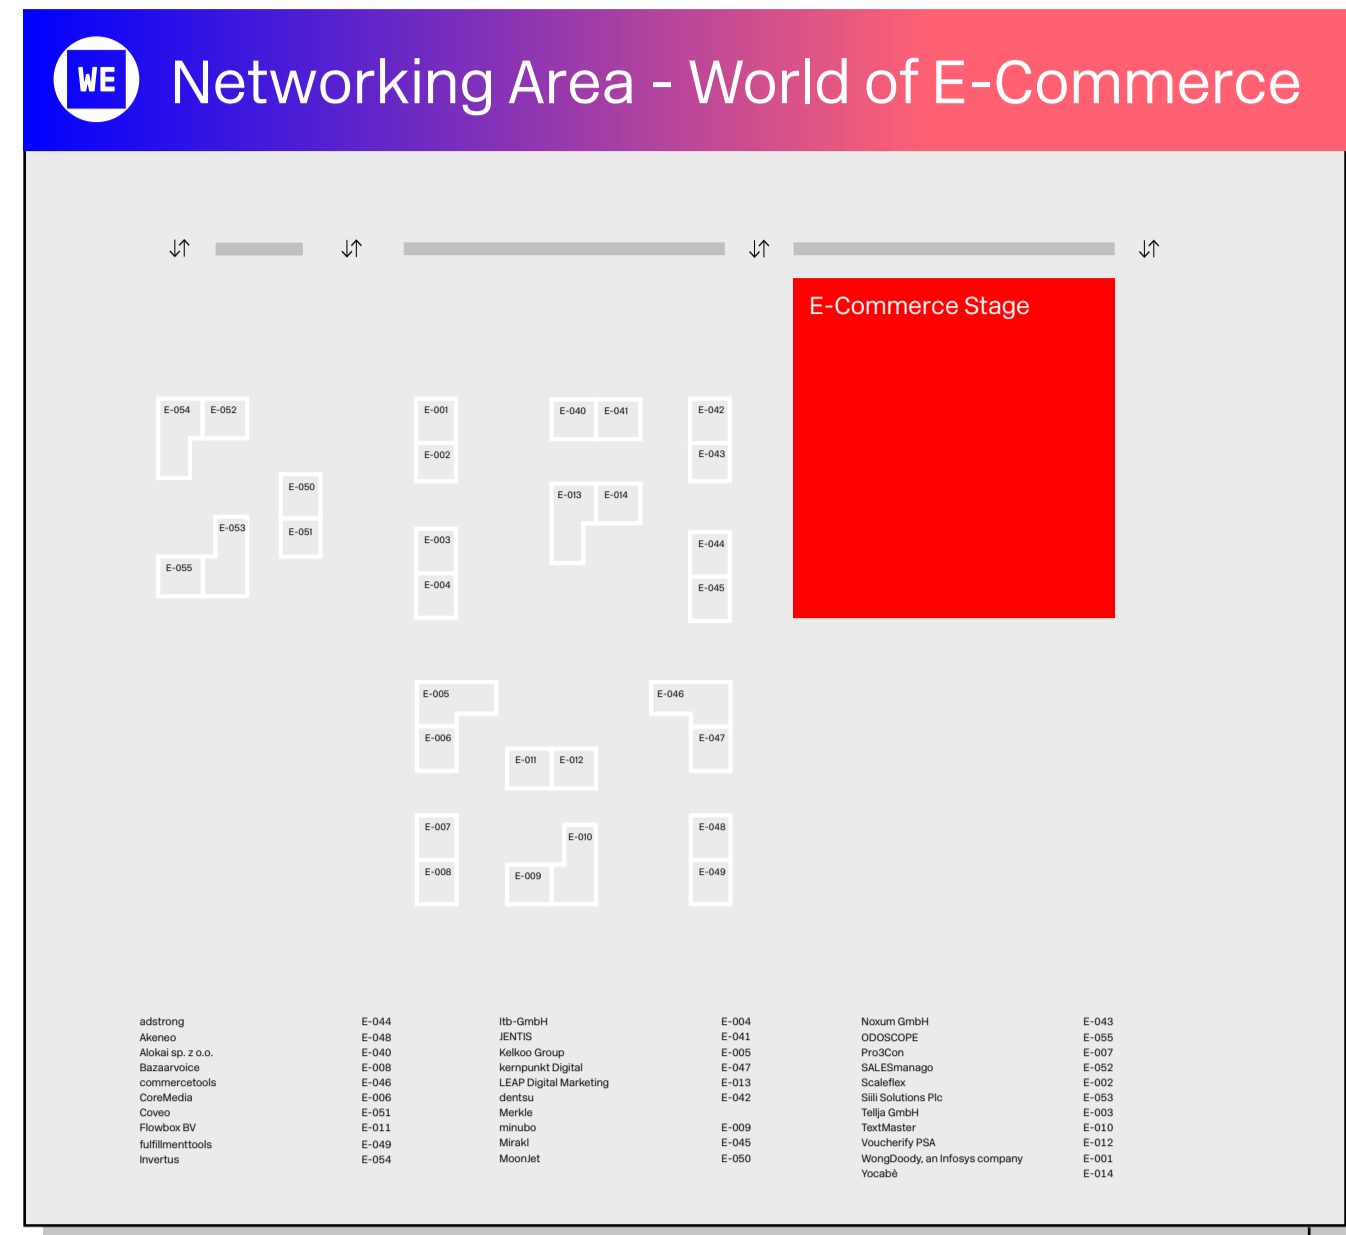 WE
Networking Area - World of E-Commerce
E-Commerce Stage
E-054 E-052
E-001
E-040 E-041
E-042
E-002
E-043
E-050
E-013 E-014
E-053
E-051
E-003
E-044
E-055
E-004
E-045
E-005
E-046
E-006
E-047
E-011 E-012
E-007
E-048
E-010
E-008
E-009
E-049
adstrong E-044
Akeneo E-048
Alokai sp. z o.o. E-040
Bazaarvoice E-008
commercetools E-046
CoreMedia E-006
Coveo E-051
Flowbox BV E-011
fulfillmenttools E-049
Invertus E-054
Itb-GmbH E-004
JENTIS E-041
Kelkoo Group E-005
kernpunkt Digital E-047
LEAP Digital Marketing E-013
dentsu E-042
Merkle
minubo E-009
Mirakl E-045
MoonJet E-050
Noxum GmbH E-043
ODOSCOPE E-055
Pro3Con E-007
SALESmanago E-052
Scaleflex E-002
Siili Solutions Plc E-053
Tellja GmbH E-003
TextMaster E-010
Voucherify PSA E-012
WongDoody, an Infosys company E-001
Yocabè E-014